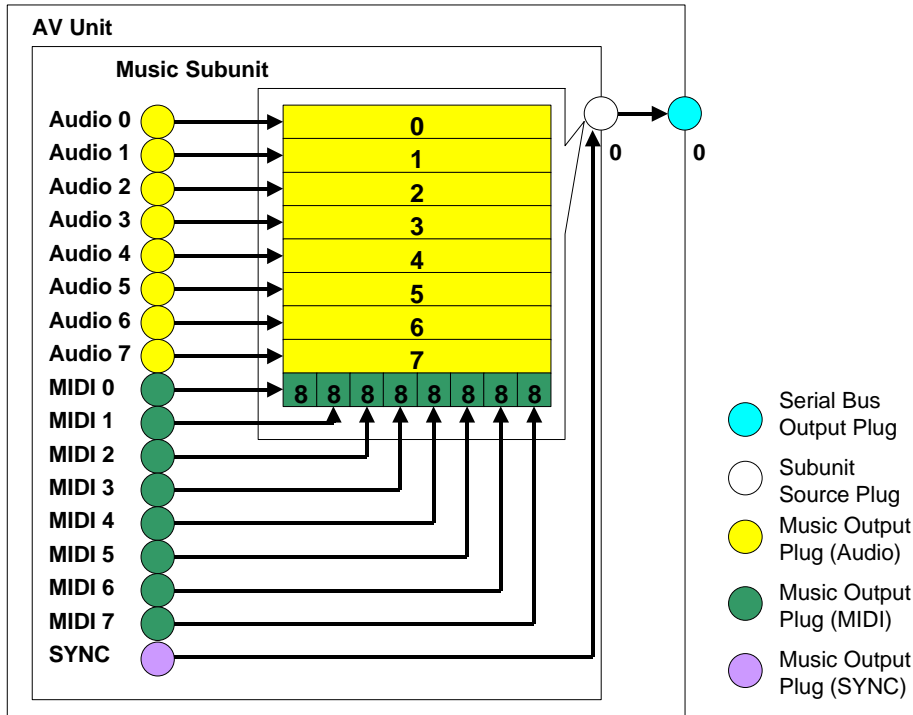 AV Unit
Music Subunit
Audio 0
0
Audio 1
1
0
0
Audio 2
2
Audio 3
3
Audio 4
4
Audio 5
5
Audio 6
6
Audio 7
7
MIDI 0
8 8 8 8 8 8 8 8
MIDI 1
MIDI 2
MIDI 3
MIDI 4
MIDI 5
MIDI 6
MIDI 7
SYNC
Serial Bus
Output Plug
Subunit
Source Plug
Music Output
Plug (Audio)
Music Output
Plug (MIDI)
Music Output
Plug (SYNC)